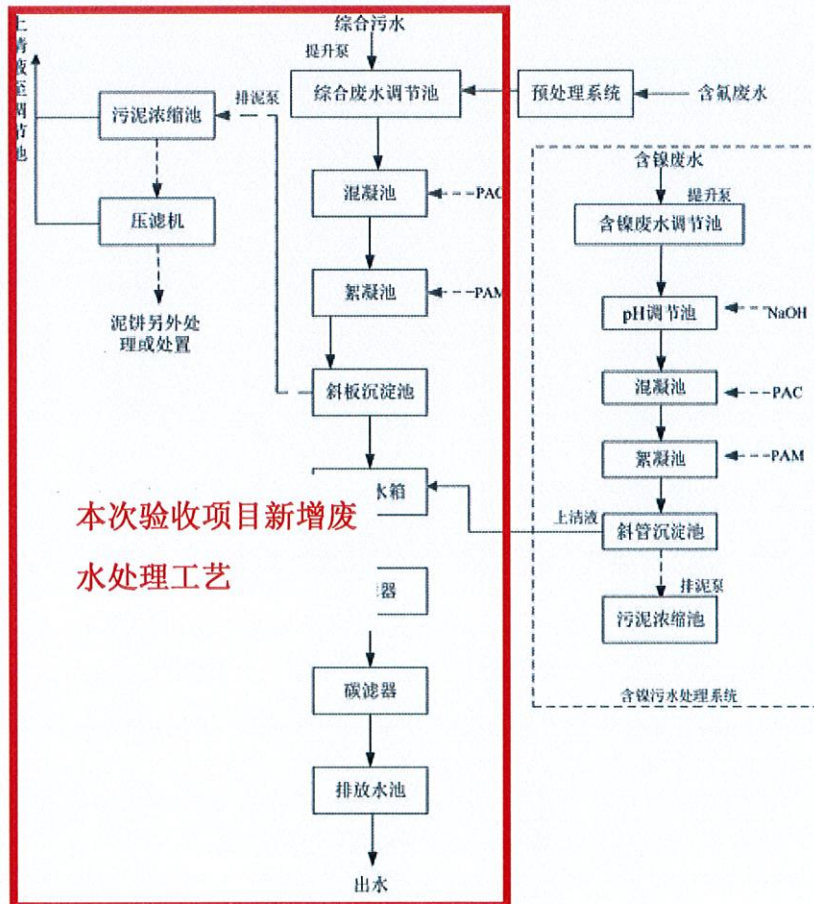 上清液至调节池
综合污水
提升泵
综合废水调节池
预处理系统
含氰废水
排泥泵
污泥浓缩池
压滤机
泥饼另外处
理或处置
混凝池
PAC
絮凝池
PAM
斜板沉淀池
水箱
本次验收项目新增废
水处理工艺
器
碳滤器
排放水池
出水
含镍废水
提升泵
含镍废水调节池
pH调节池
NaOH
混凝池
PAC
絮凝池
PAM
上清液
斜管沉淀池
排泥泵
污泥浓缩池
含镍污水处理系统